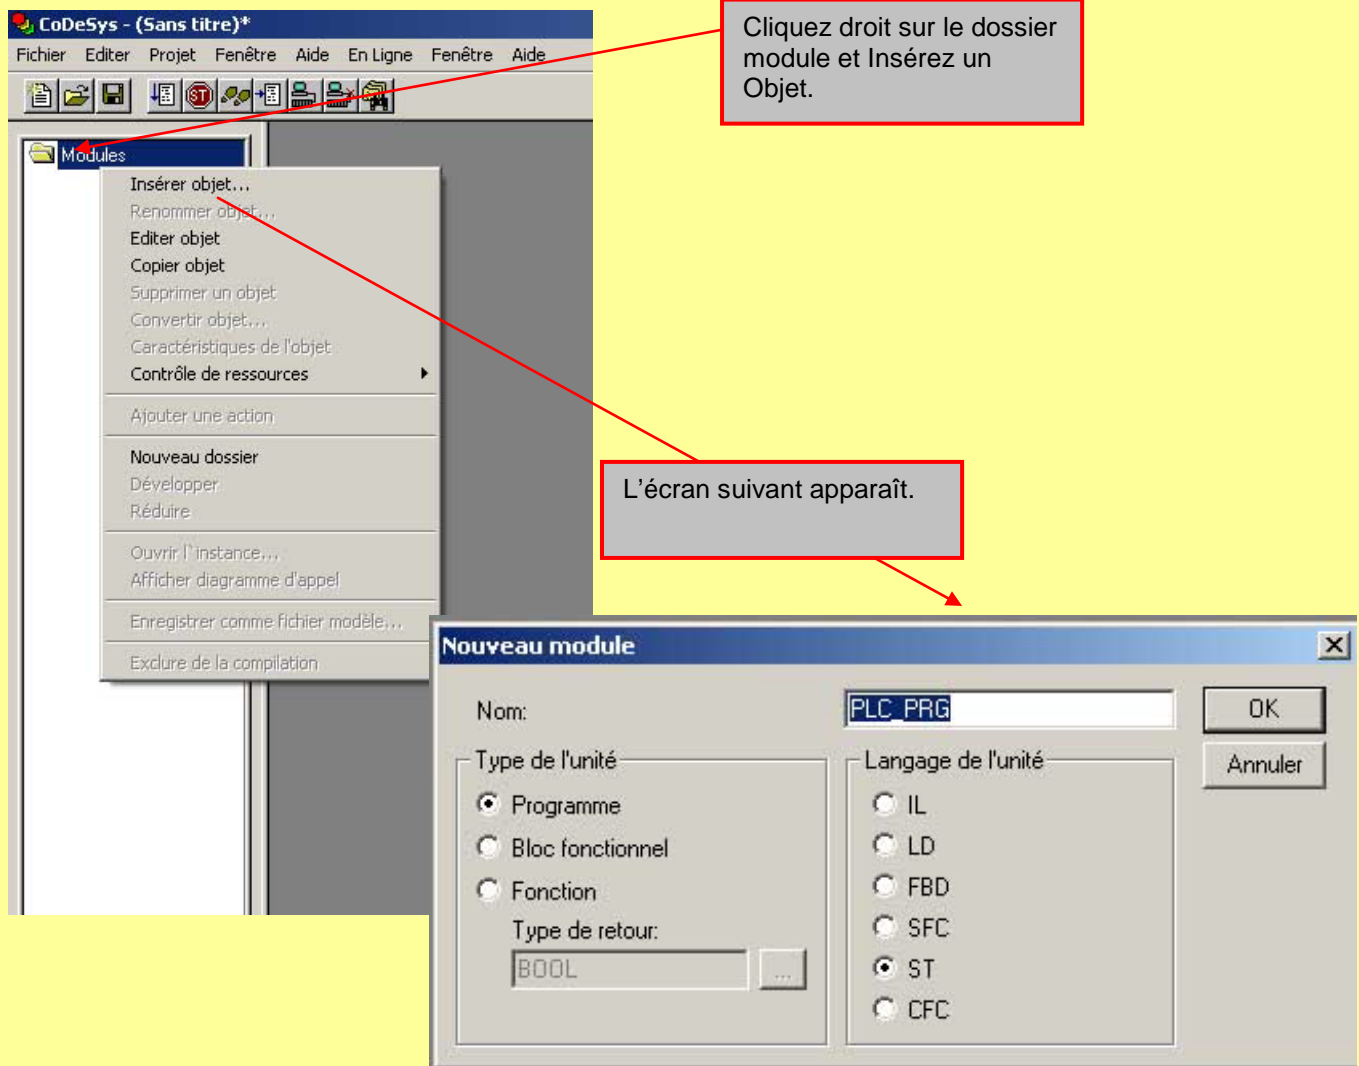 CoDeSys - (Sans titre)*
Fichier Editer Projet Fenêtre Aide En Ligne Fenêtre Aide
ST
Cliquez droit sur le dossier
module et Insérez un
Objet.
Modules
Insérer objet...
Renommer objet...
Editer objet
Copier objet
Supprimer un objet
Convertir objet...
Caractéristiques de l'objet
Contrôle de ressources
Ajouter une action
Nouveau dossier
Développer
Réduire
Ouvrir l`instance...
Afficher diagramme d'appel
Enregistrer comme fichier modèle...
Exclure de la compilation
L'écran suivant apparaît.
Nouveau module
Nom:
PLC_PRG
OK
Annuler
Type de l'unité
Programme
Bloc fonctionnel
Fonction
Type de retour:
BOOL
...
Langage de l'unité
IL
LD
FBD
SFC
ST
CFC